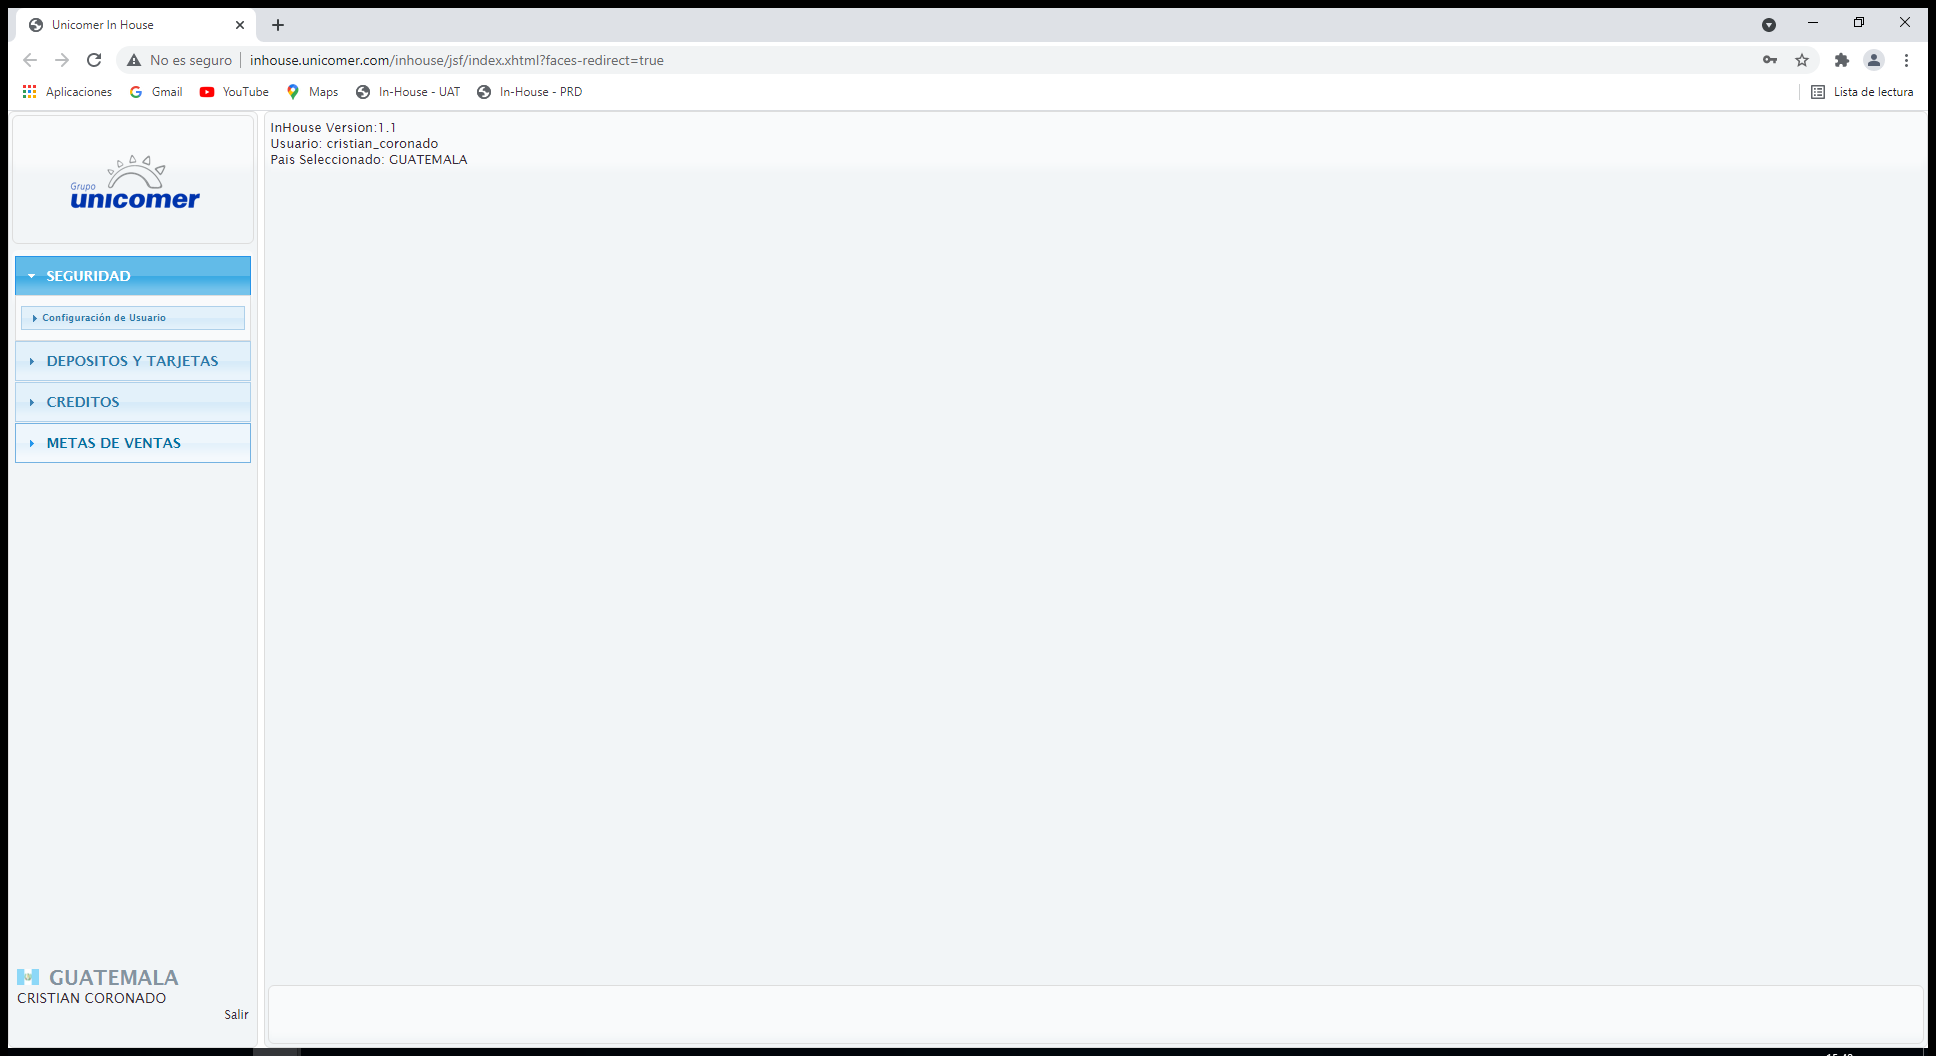 Unicomer In House
No es seguro inhouse.unicomer.com/inhouse/jsf/index.xhtml?faces-redirect=true
Aplicaciones Gmail YouTube Maps In-House - UAT In-House - PRD Lista de lectura
Grupo
unicomer
InHouse Version:1.1
Usuario: cristian_coronado
Pais Seleccionado: GUATEMALA
SEGURIDAD
Configuración de Usuario
DEPOSITOS Y TARJETAS
CREDITOS
METAS DE VENTAS
GUATEMALA
CRISTIAN CORONADO
Salir